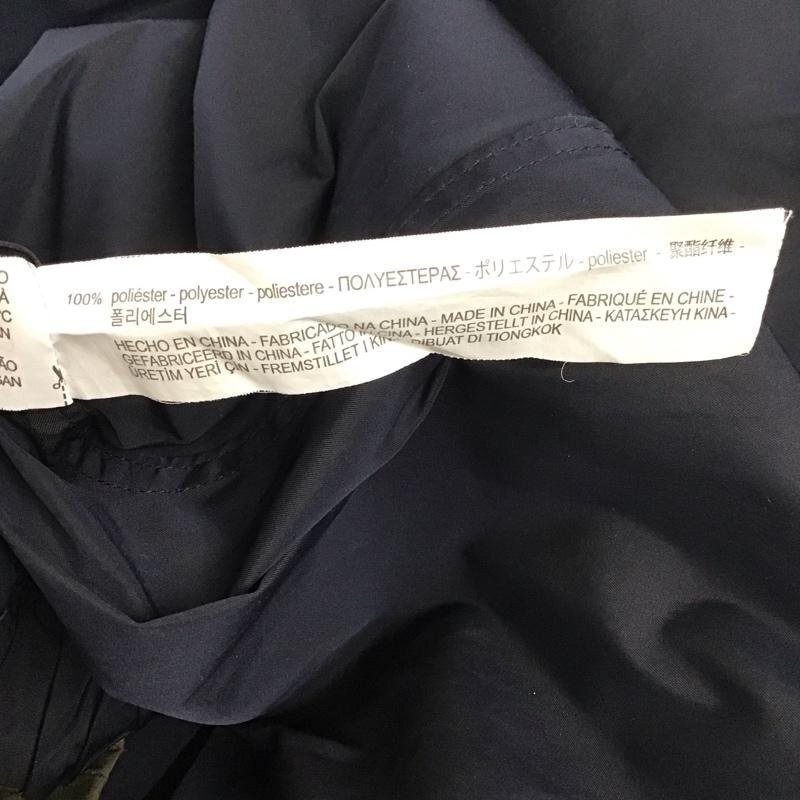 O
100% poliéster - polyester - poliestere - ΠΟΛΥΕΣΤΕΡΑΣ - ポリエステル - poliester - 聚酯纤维 -
폴리에스터
HECHO EN CHINA - FABRICADO NA CHINA - MADE IN CHINA - FABRIQUÉ EN CHINE -
GEFABRICEERD IN CHINA - FATTO IN CINA - HERGESTELLT IN CHINA - ΚΑΤΑΣΚΕΥΗ ΚΙΝΑ -
ÜRETİM YERİ ÇİN - FREMSTILLET I KINA DIBUAT DI TIONGKOK